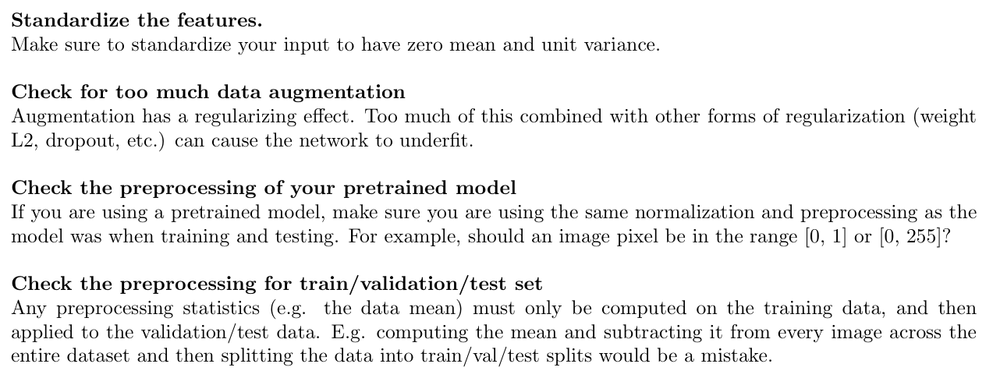 Standardize the features.
Make sure to standardize your input to have zero mean and unit variance.
Check for too much data augmentation
Augmentation has a regularizing effect. Too much of this combined with other forms of regularization (weight
L2, dropout, etc.) can cause the network to underfit.
Check the preprocessing of your pretrained model
If you are using a pretrained model, make sure you are using the same normalization and preprocessing as the
model was when training and testing. For example, should an image pixel be in the range [0, 1] or [0, 255]?
Check the preprocessing for train/validation/test set
Any preprocessing statistics (e.g. the data mean) must only be computed on the training data, and then
applied to the validation/test data. E.g. computing the mean and subtracting it from every image across the
entire dataset and then splitting the data into train/val/test splits would be a mistake.